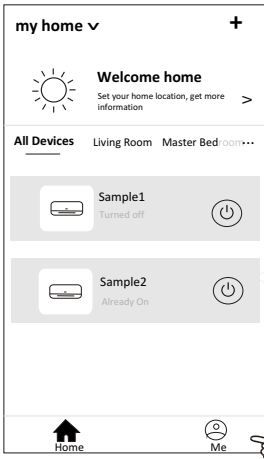 my home
Welcome home
Set your home location, get more
information
All Devices Living Room Master Bedroom...
Sample1
Turned off
Sample2
Already On
Home Me